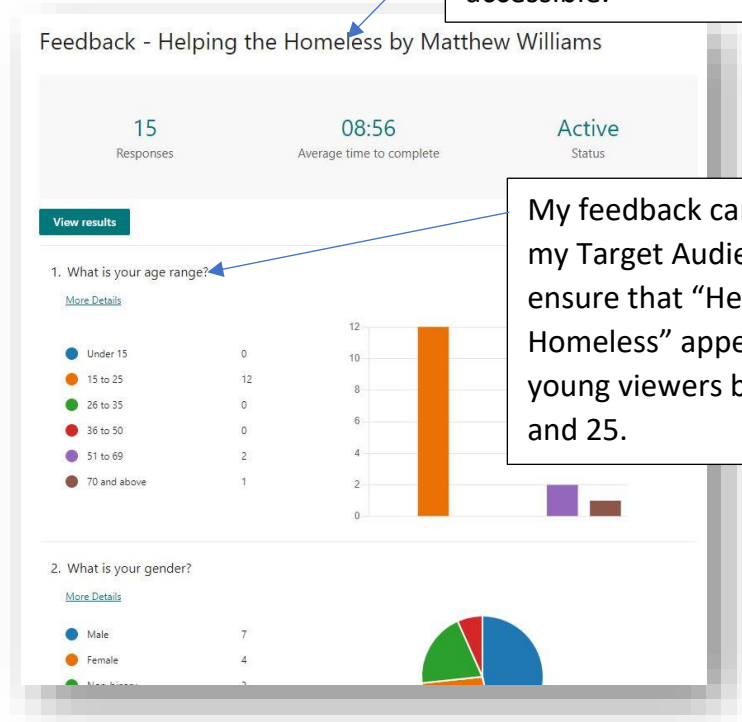 Feedback - Helping the Homeless by Matthew Williams
15
Responses
08:56
Average time to complete
Active
Status
View results
My feedback
my Target
ensure that
Homeless”
young viewers
and 25.
1. What is your age range?
More Details
Under 15 0
15 to 25 12
26 to 35 0
36 to 50 0
51 to 69 2
70 and above 1
12
10
8
6
4
2
0
2. What is your gender?
More Details
Male 7
Female 4